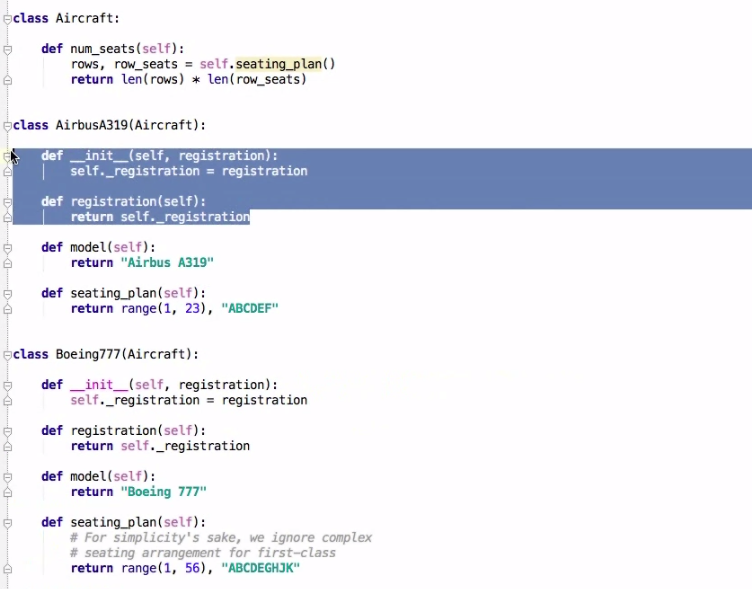 class Aircraft:
def num_seats(self):
rows, row_seats = self.seating_plan()
return len(rows) * len(row_seats)
class AirbusA319(Aircraft):
def __init__(self, registration):
self._registration = registration
def registration(self):
return self._registration
def model(self):
return "Airbus A319"
def seating_plan(self):
return range(1, 23), "ABCDEF"
class Boeing777(Aircraft):
def __init__(self, registration):
self._registration = registration
def registration(self):
return self._registration
def model(self):
return "Boeing 777"
def seating_plan(self):
# For simplicity's sake, we ignore complex
# seating arrangement for first-class
return range(1, 56), "ABCDEGHJK"